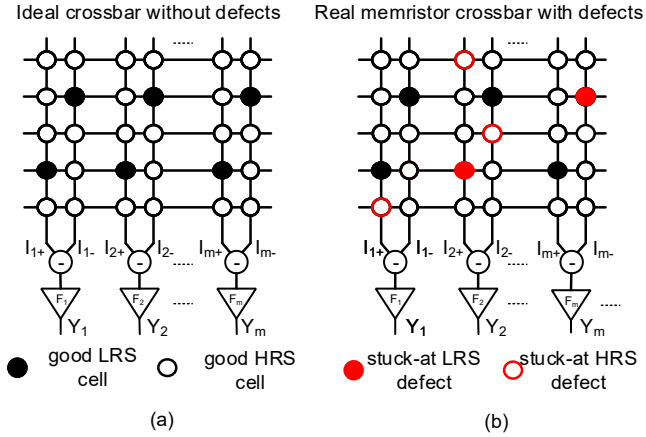 Ideal crossbar without defects
Real memristor crossbar with defects
I1+ I1- I2+ I2- Im+ Im-
I1+ I1- I2+ I2- Im+ Im-
- - -
- - -
F1 F2 Fm
F1 F2 Fm
Y1 Y2 Ym
Y1 Y2 Ym
good LRS
cell
good HRS
cell
stuck-at LRS
defect
stuck-at HRS
defect
(a)
(b)